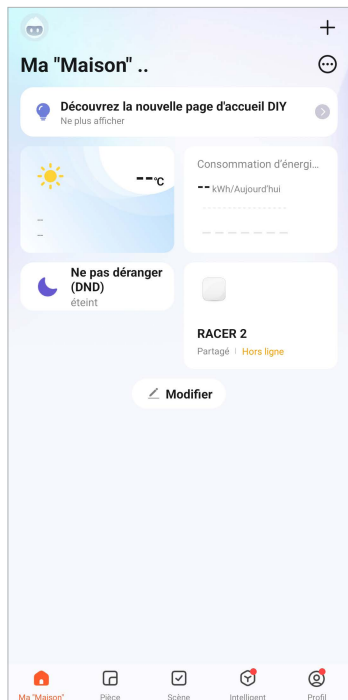 Ma "Maison" ..
Découvrez la nouvelle page d'accueil DIY
Ne plus afficher
--°C
--
--
Consommation d'énergi...
-- kWh/Aujourd'hui
Ne pas déranger
(DND)
éteint
RACER 2
Partagé | Hors ligne
Modifier
Ma "Maison" Pièce Scène Intelligent Profil